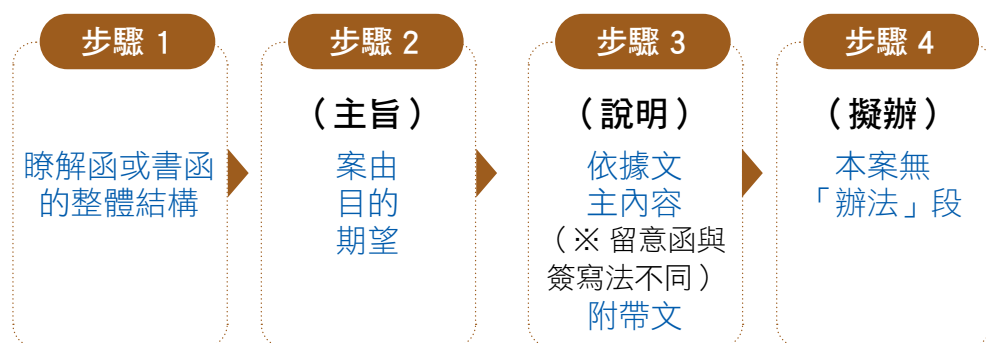 步驟 1
瞭解函或書函
的整體結構
步驟 2
（主旨）
案由
目的
期望
步驟 3
（說明）
依據文
主內容
（※ 留意函與
簽寫法不同）
附帶文
步驟 4
（擬辦）
本案無
「辦法」段